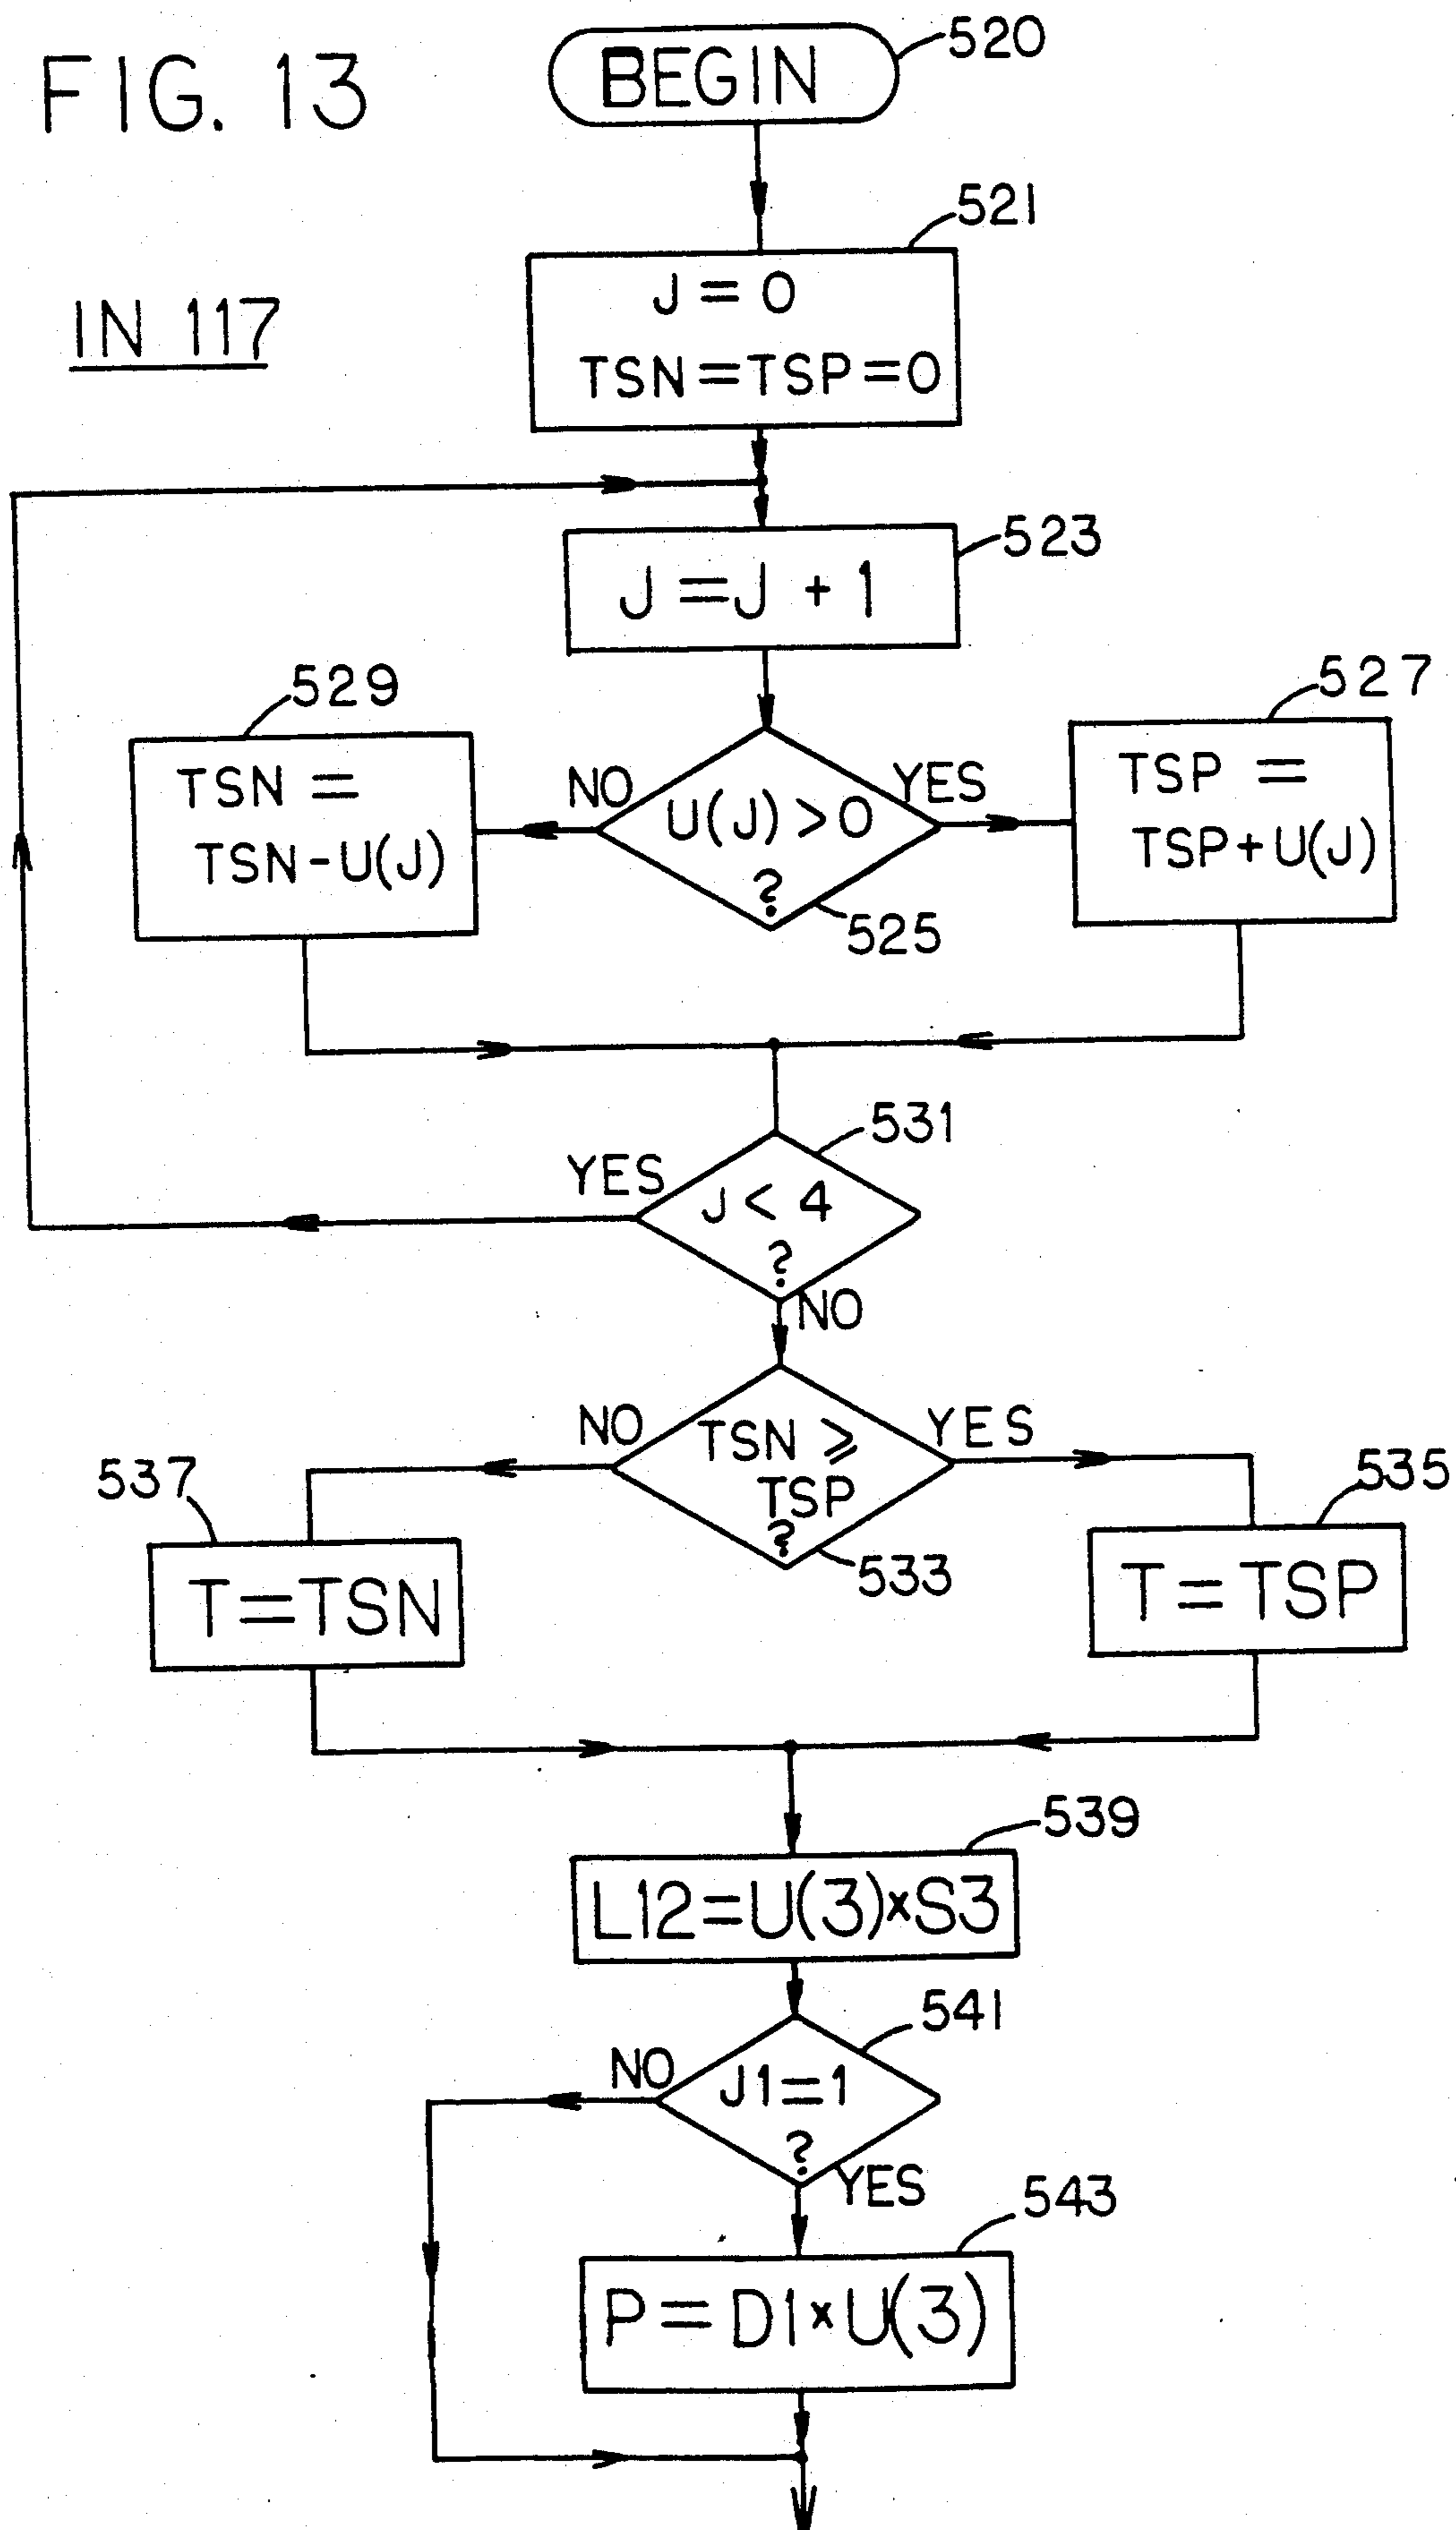 FIG. 13
BEGIN
520
521
J = 0
TSN = TSP = 0
IN 117
523
J = J + 1
529
527
TSN =
TSN - U(J)
NO
U(J) > 0
?
YES
525
TSP =
TSP + U(J)
531
YES
J < 4
?
NO
NO
TSN ⩾
TSP
?
YES
533
537
535
T = TSN
T = TSP
539
L12 = U(3) × S3
541
NO
J1 = 1
?
YES
543
P = D1 × U(3)